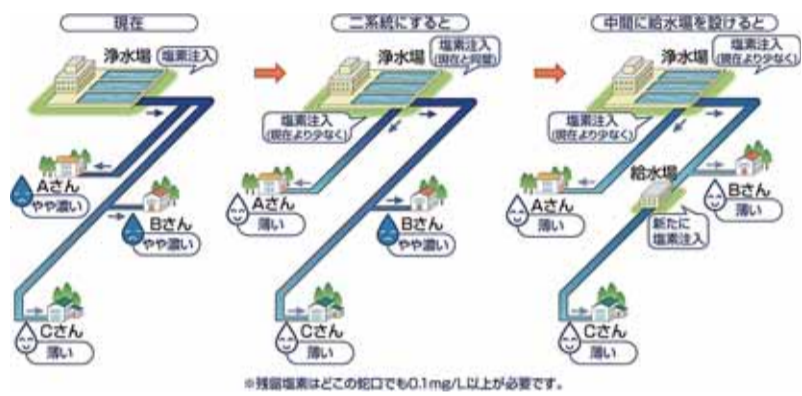 現在
浄水場
塩素注入
Aさん
やや濃い
Bさん
やや濃い
Cさん
薄い
二系統にすると
浄水場
塩素注入
(現在と同量)
塩素注入
(現在より少なく)
Aさん
薄い
Bさん
やや濃い
Cさん
薄い
中間に給水場を設けると
浄水場
塩素注入
(現在より少なく)
塩素注入
(現在より少なく)
Aさん
薄い
給水場
Bさん
薄い
新たに
塩素注入
Cさん
薄い
※残留塩素はどこの蛇口でも0.1mg/L以上が必要です。